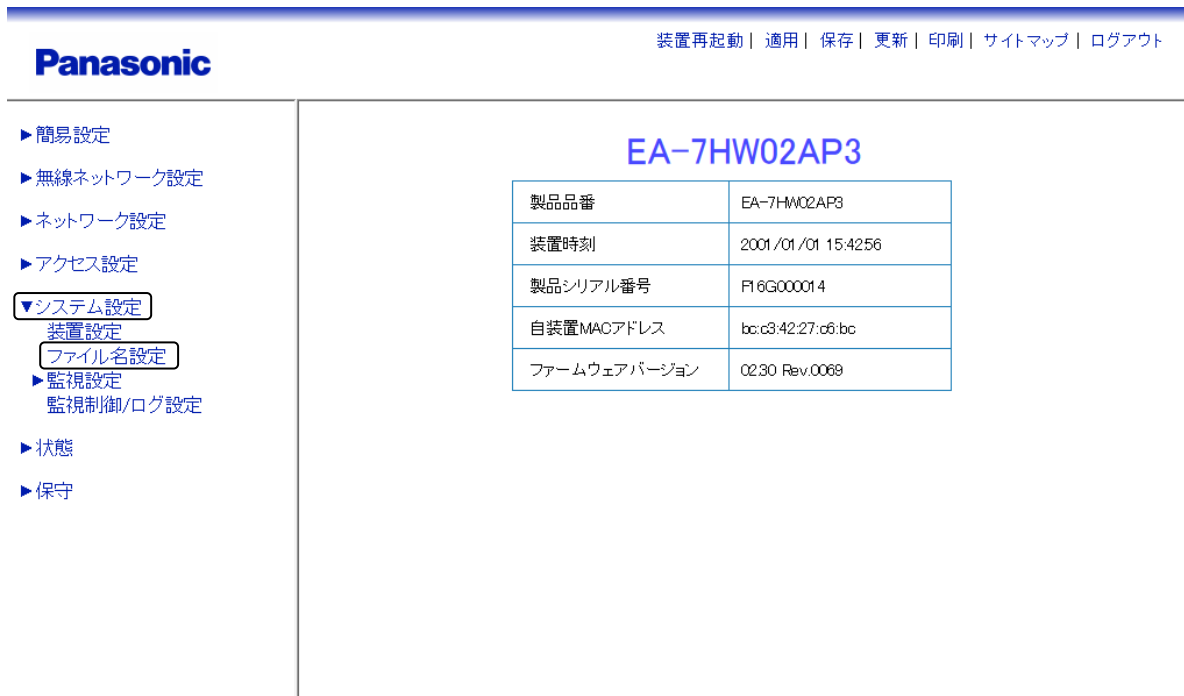 Panasonic
装置再起動| 適用| 保存| 更新| 印刷| サイトマップ| ログアウト
▶簡易設定
▶無線ネットワーク設定
▶ネットワーク設定
▶アクセス設定
▼システム設定
装置設定
ファイル名設定
▶監視設定
監視制御/ログ設定
▶状態
▶保守
EA-7HW02AP3
製品品番 EA-7HW02AP3
装置時刻 2001/01/01 15:42:56
製品シリアル番号 F16G000014
自装置MACアドレス bc:c3:42:27:c6:bc
ファームウェアバージョン 02.30 Rev.0069